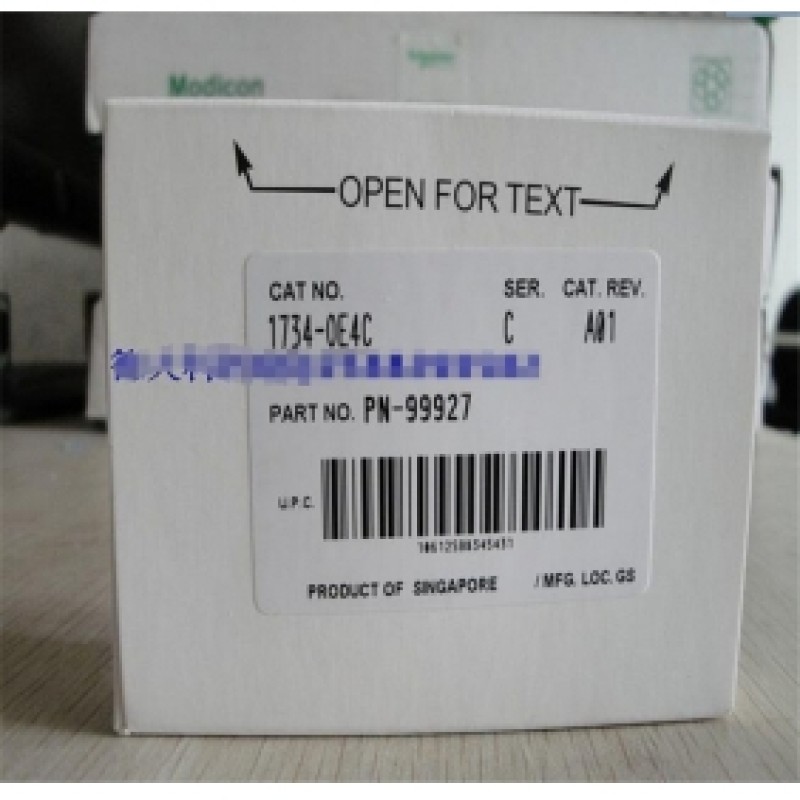 Modicon
OPEN FOR TEXT
CAT NO. SER. CAT. REV.
1734-OE4C C A01
PART NO. PN-99927
U.P.C.
PRODUCT OF SINGAPORE / MFG. LOC. GS